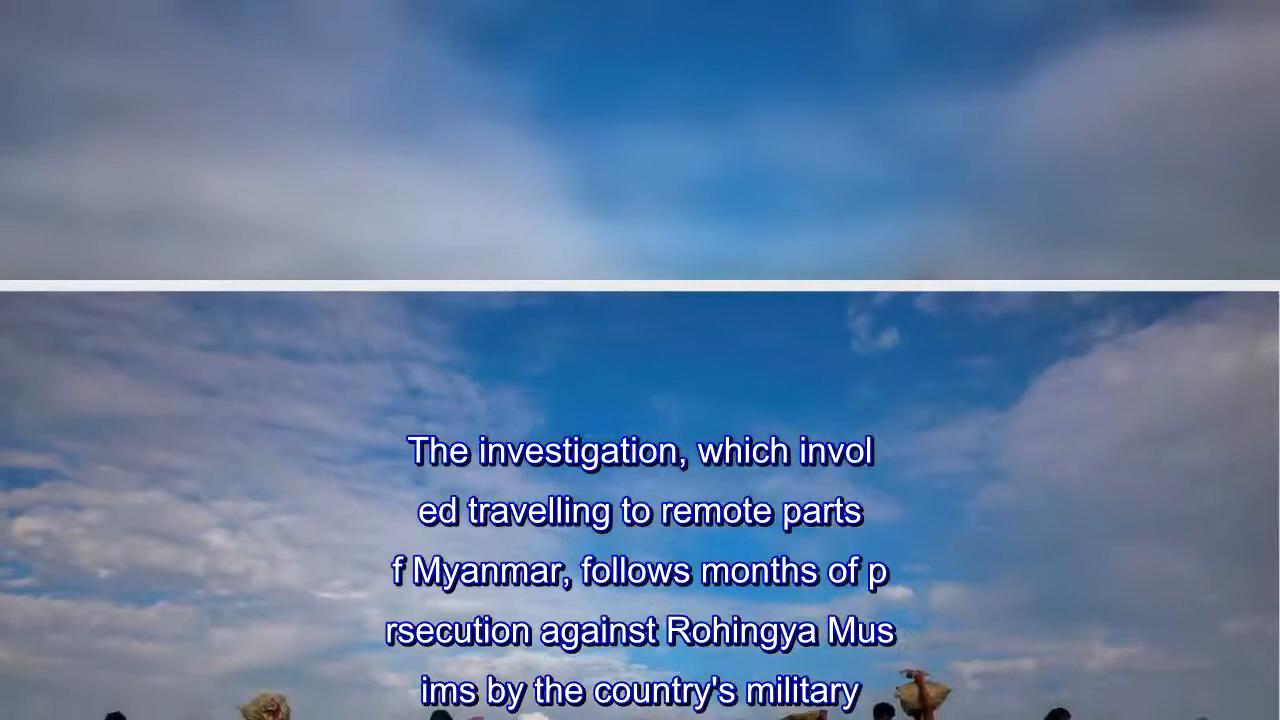 The investigation, which invol
ed travelling to remote parts
f Myanmar, follows months of p
rsecution against Rohingya Mus
ims by the country's military